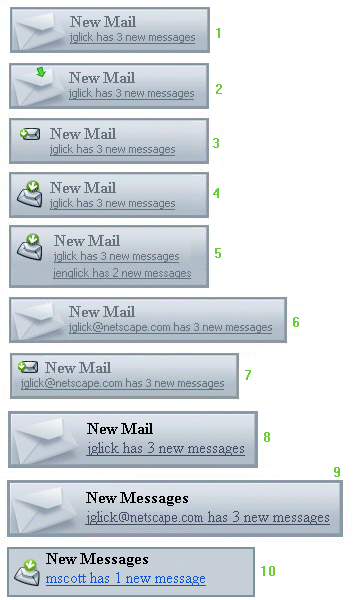 New Mail
jglick has 3 new messages
1
New Mail
jglick has 3 new messages
2
New Mail
jglick has 3 new messages
3
New Mail
jglick has 3 new messages
4
New Mail
jglick has 3 new messages
jenglick has 2 new messages
5
New Mail
jglick@netscape.com has 3 new messages
6
New Mail
jglick@netscape.com has 3 new messages
7
New Mail
jglick has 3 new messages
8
9
New Messages
jglick@netscape.com has 3 new messages
New Messages
mscott has 1 new message
10